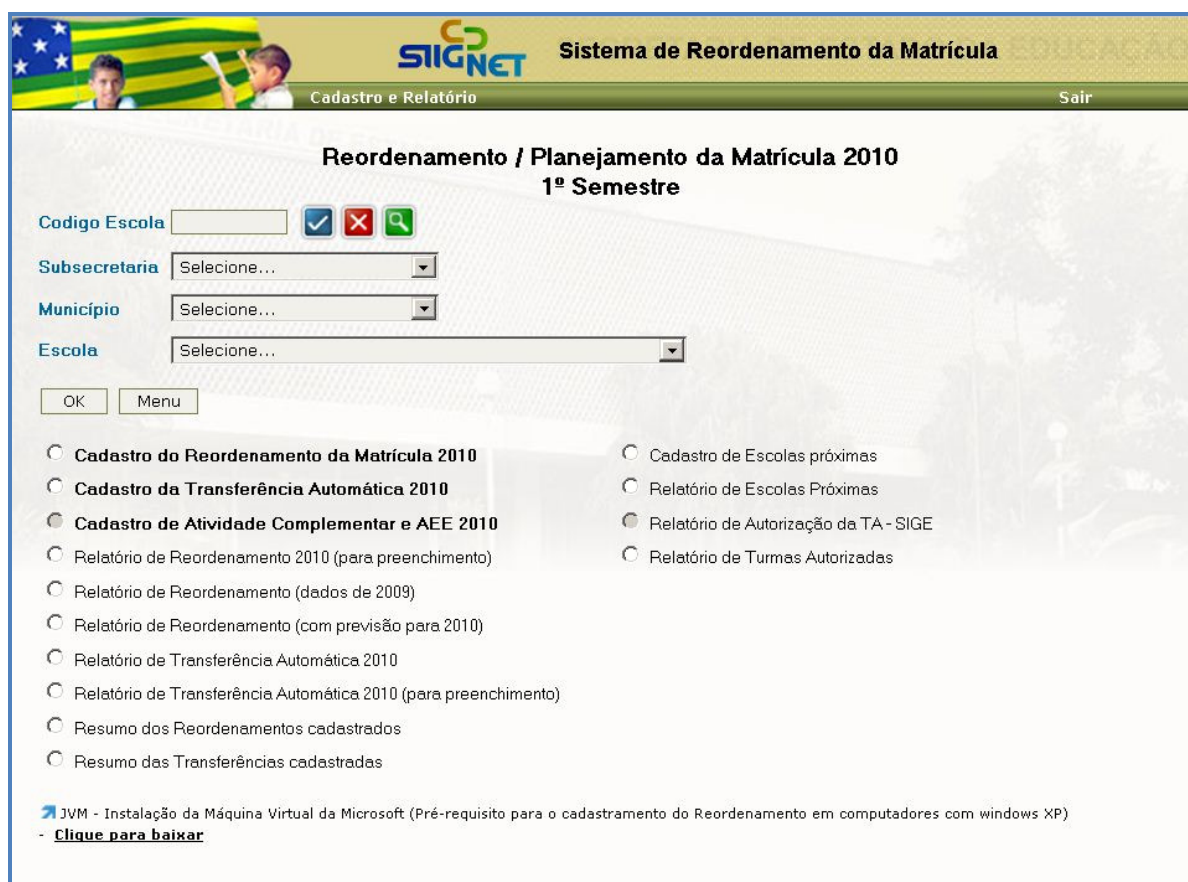 SIIGNET
Sistema de Reordenamento da Matrícula
Cadastro e Relatório
Sair
Reordenamento / Planejamento da Matrícula 2010
1º Semestre
Codigo Escola
Subsecretaria Selecione...
Município Selecione...
Escola Selecione...
OK Menu
Cadastro do Reordenamento da Matrícula 2010
Cadastro da Transferência Automática 2010
Cadastro de Atividade Complementar e AEE 2010
Relatório de Reordenamento 2010 (para preenchimento)
Relatório de Reordenamento (dados de 2009)
Relatório de Reordenamento (com previsão para 2010)
Relatório de Transferência Automática 2010
Relatório de Transferência Automática 2010 (para preenchimento)
Resumo dos Reordenamentos cadastrados
Resumo das Transferências cadastradas
Cadastro de Escolas próximas
Relatório de Escolas Próximas
Relatório de Autorização da TA - SIGE
Relatório de Turmas Autorizadas
JVM - Instalação da Máquina Virtual da Microsoft (Pré-requisito para o cadastramento do Reordenamento em computadores com windows XP)
- Clique para baixar